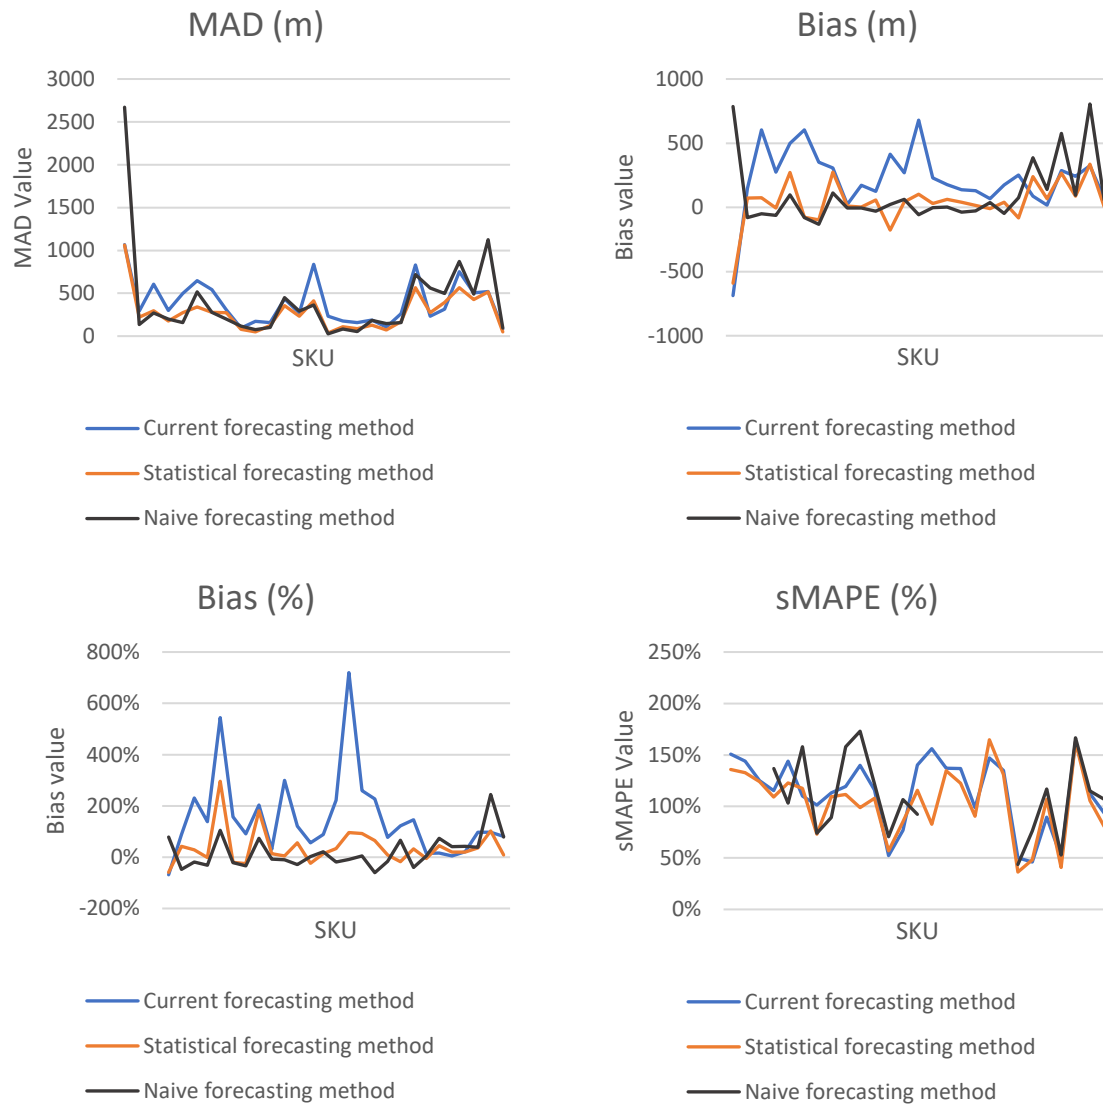 MAD (m)
3000
2500
2000
1500
1000
500
0
MAD Value
SKU
Current forecasting method
Statistical forecasting method
Naive forecasting method
Bias (m)
1000
500
0
-500
-1000
Bias value
SKU
Current forecasting method
Statistical forecasting method
Naive forecasting method
Bias (%)
800%
600%
400%
200%
0%
-200%
Bias value
SKU
Current forecasting method
Statistical forecasting method
Naive forecasting method
sMAPE (%)
250%
200%
150%
100%
50%
0%
sMAPE Value
SKU
Current forecasting method
Statistical forecasting method
Naive forecasting method